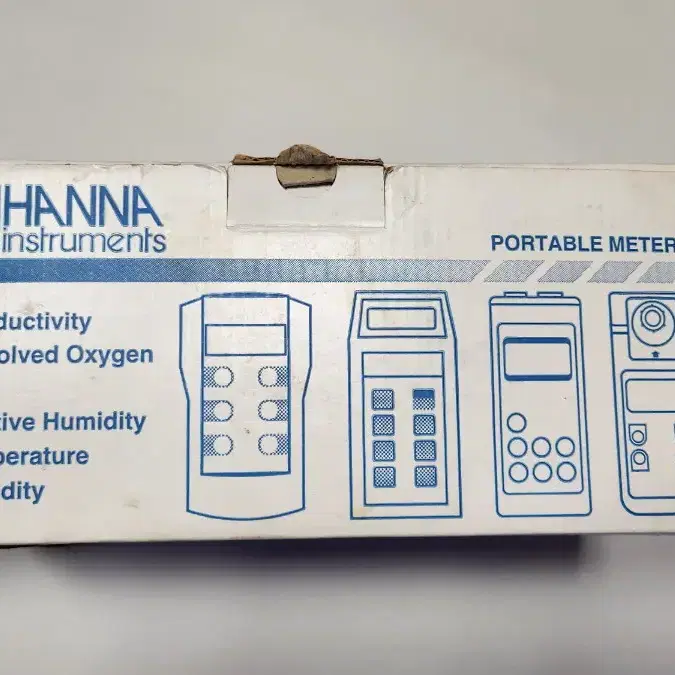 HANNA
instruments
PORTABLE METER
ductivity
olved Oxygen
tive Humidity
perature
dity